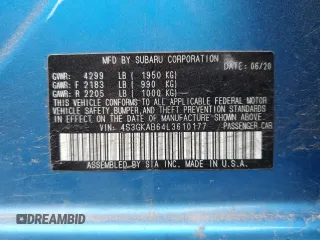 MFD. BY SUBARU CORPORATION DATE: 06/20
GVWR: 4299 LB ( 1950 KG)
GAWR: F 2183 LB ( 990 KG)
GAWR: R 2205 LB ( 1000 KG)
THIS VEHICLE CONFORMS TO ALL APPLICABLE FEDERAL MOTOR
VEHICLE SAFETY, BUMPER, AND THEFT PREVENTION STANDARDS
IN EFFECT ON THE DATE OF MANUFACTURE SHOWN ABOVE.
VIN: 4S3GKAB64L3610177 PASSENGER CAR
ASSEMBLED BY SIA INC. MADE IN U.S.A.